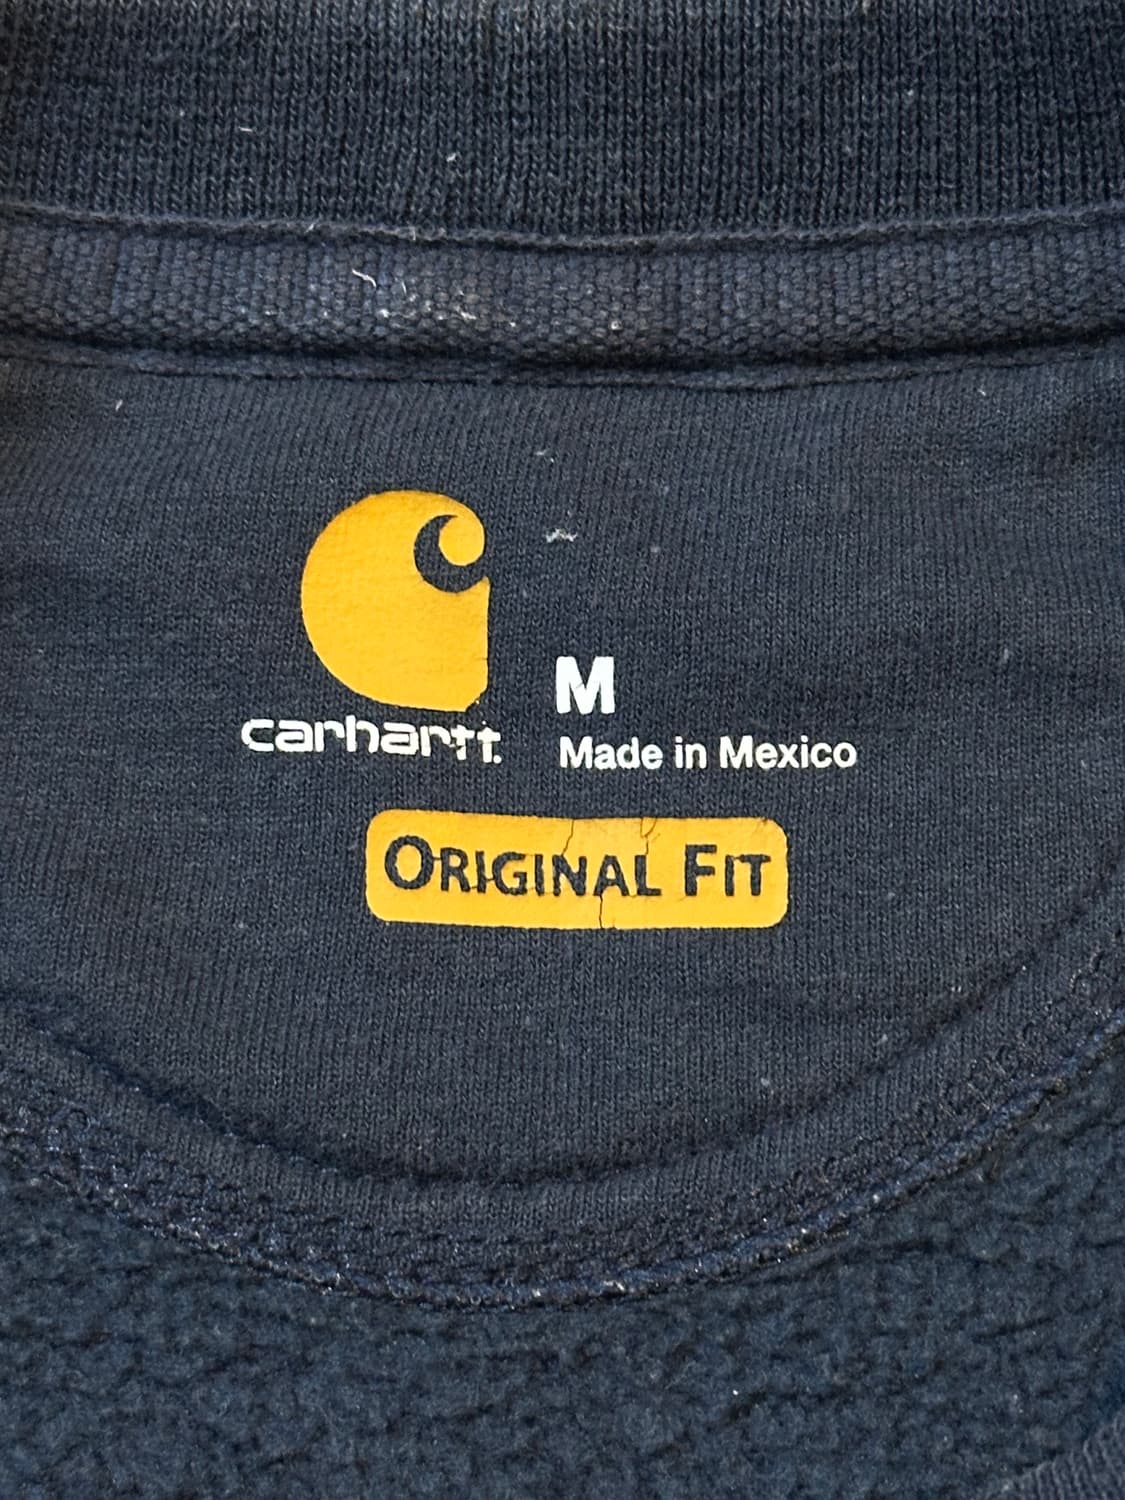 M
carhartt.
Made in Mexico
ORIGINAL FIT